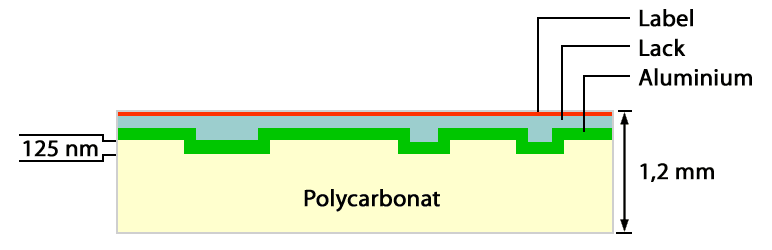 Label
Lack
Aluminium
125 nm
1,2 mm
Polycarbonat